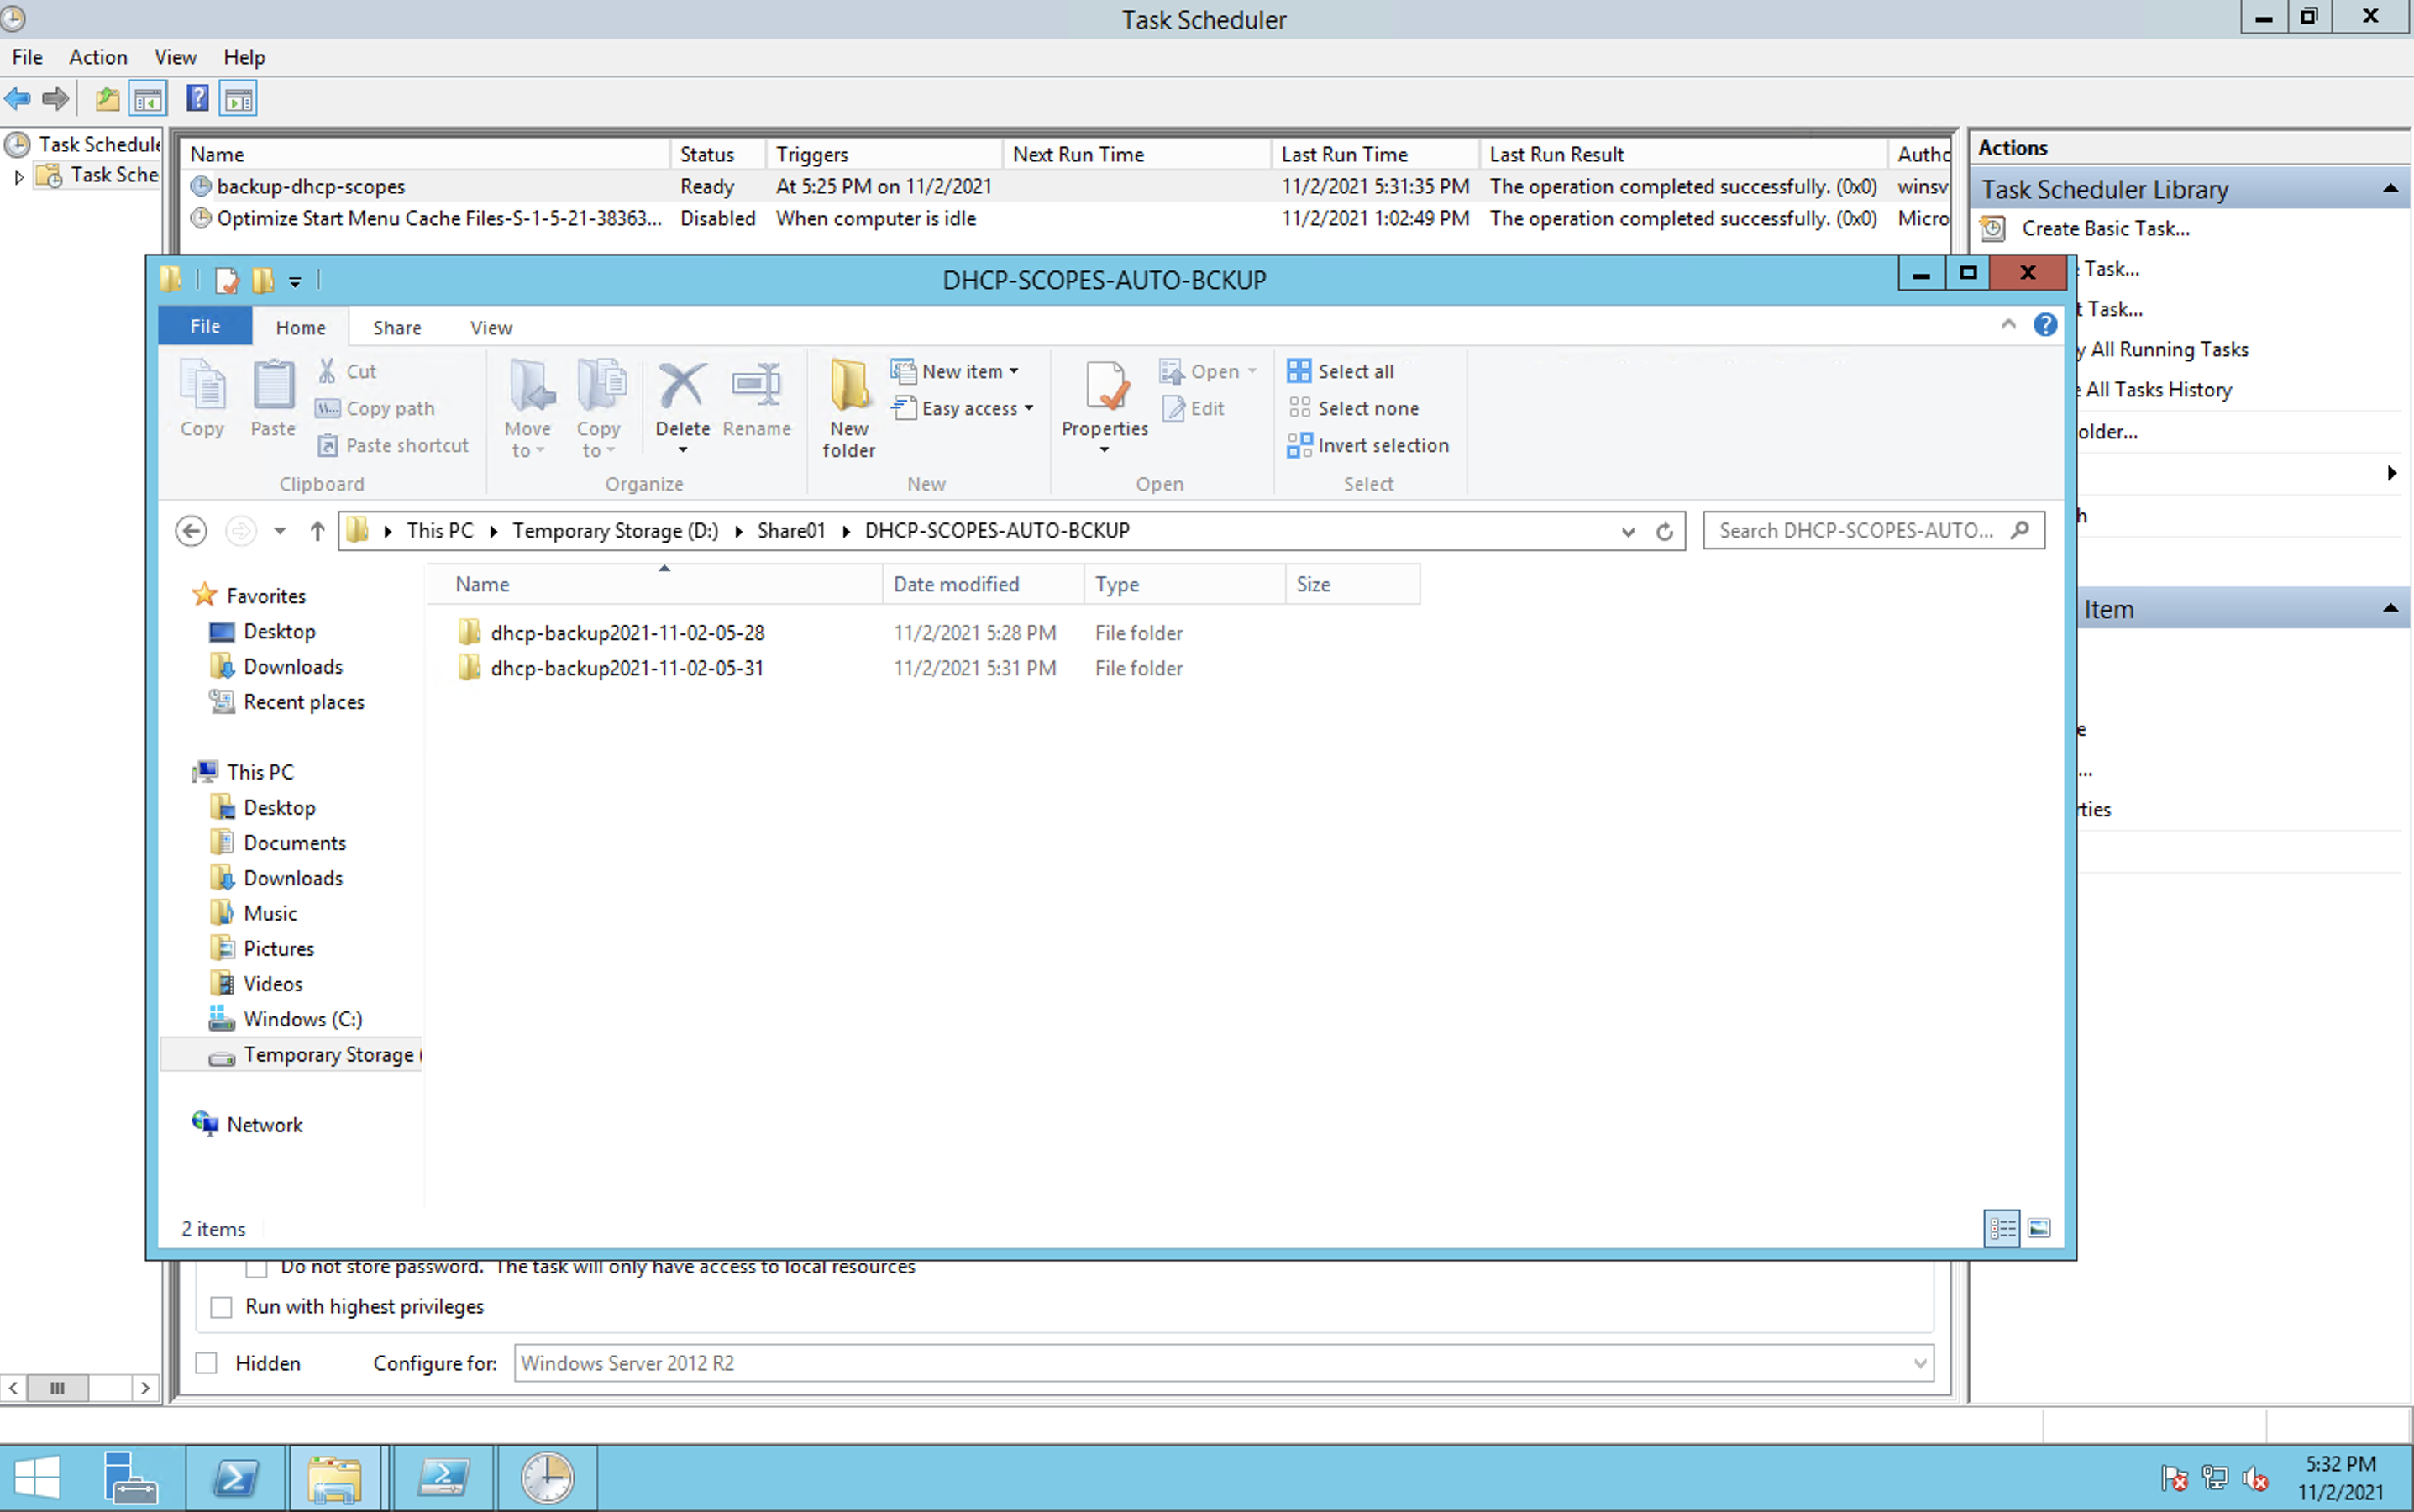 Task Scheduler
File Action View Help
Task Schedule
Task Sche
Name Status Triggers Next Run Time Last Run Time Last Run Result Autho
backup-dhcp-scopes Ready At 5:25 PM on 11/2/2021 11/2/2021 5:31:35 PM The operation completed successfully. (0x0) winsv
Optimize Start Menu Cache Files-S-1-5-21-38363... Disabled When computer is idle 11/2/2021 1:02:49 PM The operation completed successfully. (0x0) Micro
Actions
Task Scheduler Library
Create Basic Task...
Task...
t Task...
y All Running Tasks
e All Tasks History
older...
h
Item
e
...
rties
DHCP-SCOPES-AUTO-BCKUP
File Home Share View
Copy
Paste
Cut
Copy path
Paste shortcut
Clipboard
Move to
Copy to
Delete
Rename
Organize
New folder
New item
Easy access
New
Properties
Open
Edit
Open
Select all
Select none
Invert selection
Select
This PC Temporary Storage (D:) Share01 DHCP-SCOPES-AUTO-BCKUP
Search DHCP-SCOPES-AUTO...
Favorites
Desktop
Downloads
Recent places
This PC
Desktop
Documents
Downloads
Music
Pictures
Videos
Windows (C:)
Temporary Storage (
Network
Name Date modified Type Size
dhcp-backup2021-11-02-05-28 11/2/2021 5:28 PM File folder
dhcp-backup2021-11-02-05-31 11/2/2021 5:31 PM File folder
2 items
Do not store password. The task will only have access to local resources
Run with highest privileges
Hidden Configure for: Windows Server 2012 R2
5:32 PM
11/2/2021